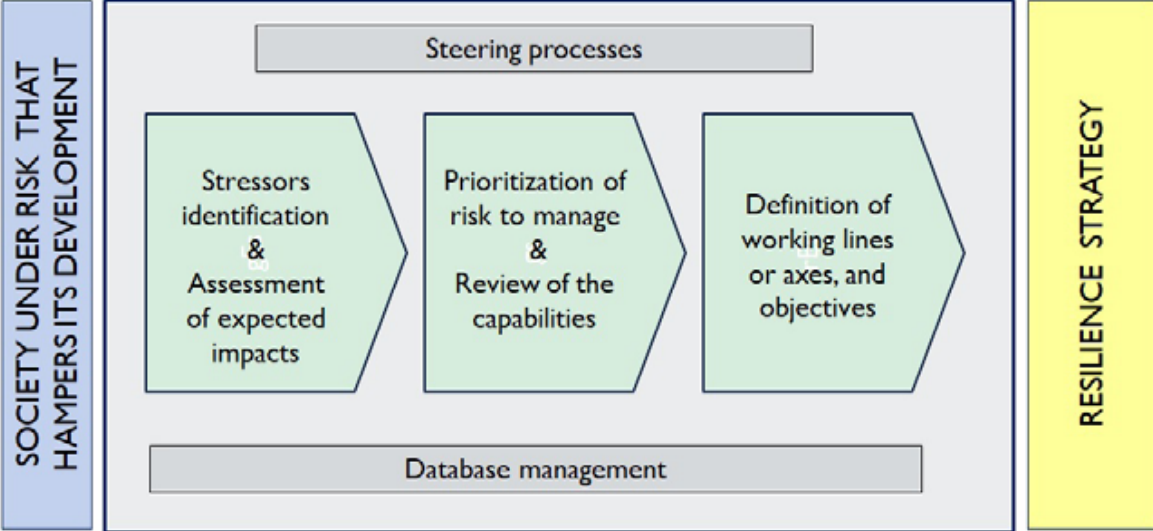 SOCIETY UNDER RISK THAT
HAMPERS ITS DEVELOPMENT
Steering processes
Stressors
identification
&
Assessment
of expected
impacts
Prioritization of
risk to manage
&
Review of the
capabilities
Definition of
working lines
or axes, and
objectives
Database management
RESILIENCE STRATEGY